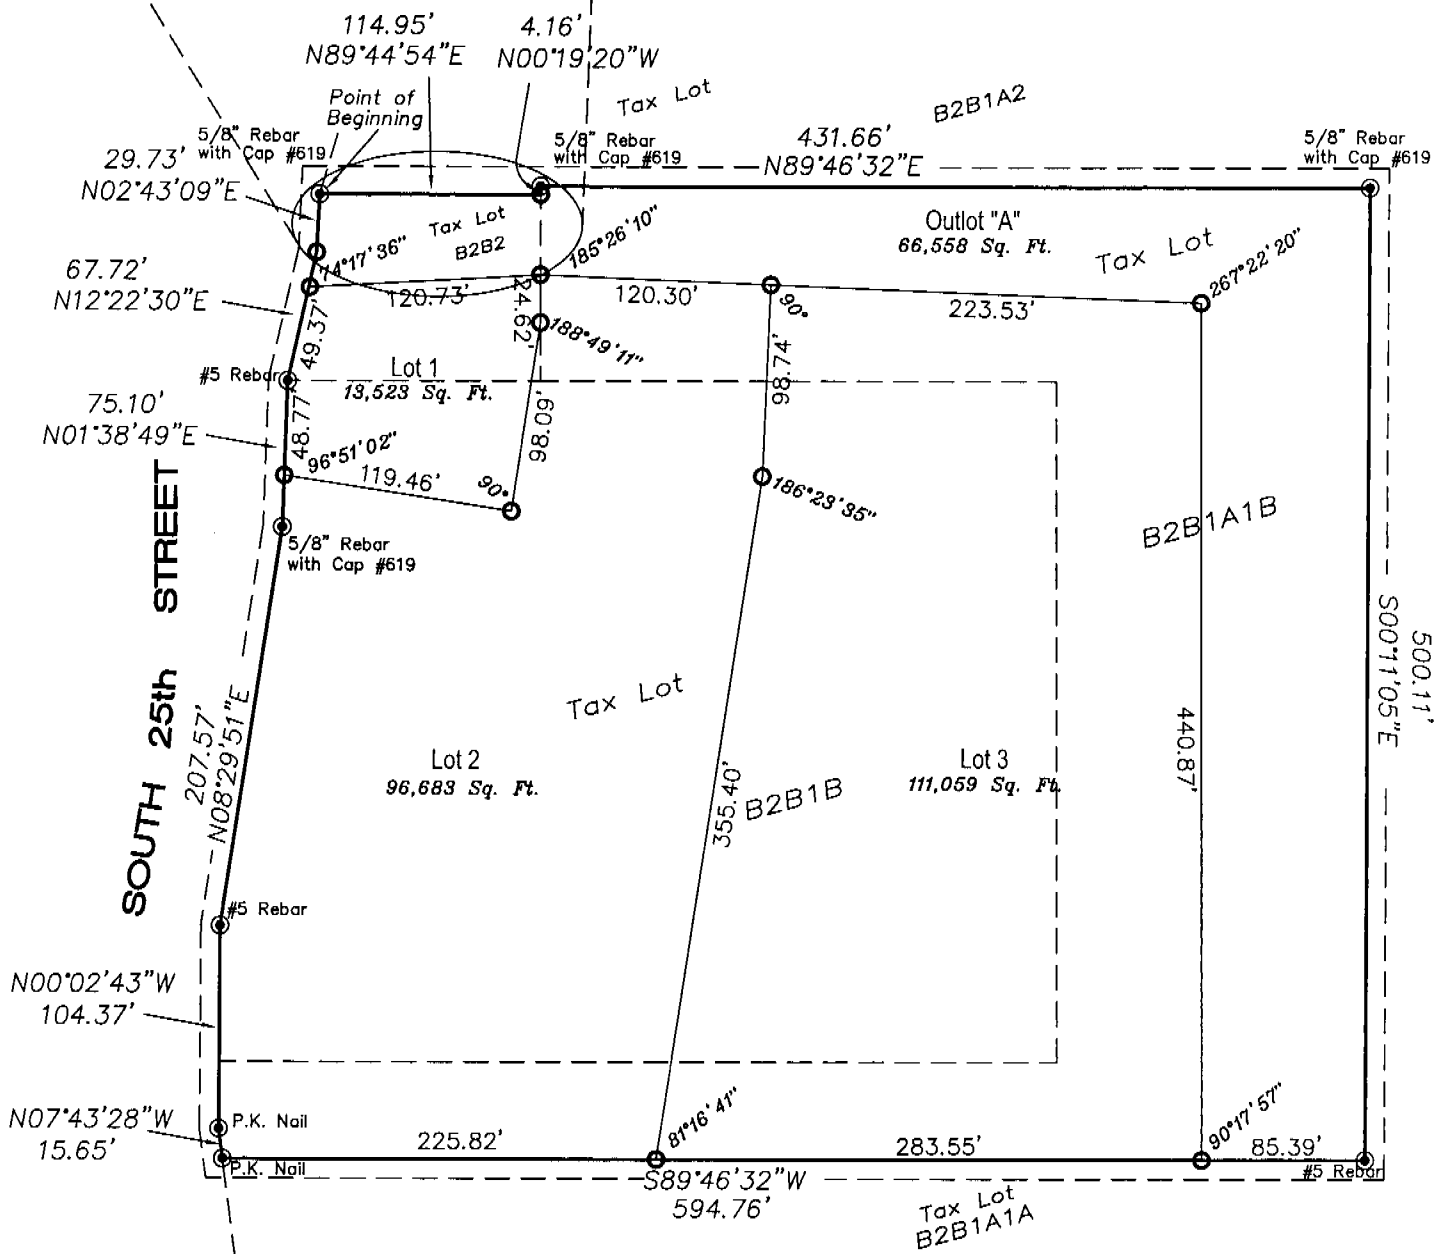 114.95'
N89°44'54"E
4.16'
N00°19'20"W
Tax Lot
B2B1A2
Point of
Beginning
5/8" Rebar
with Cap #619
5/8" Rebar
with Cap #619
431.66'
N89°46'32"E
5/8" Rebar
with Cap #619
29.73'
N02°43'09"E
Tax Lot
B2B2
185°26'10"
Outlot "A"
66,558 Sq. Ft.
Tax Lot
267°22'20"
74°17'36"
67.72'
N12°22'30"E
120.73'
24.62'
120.30'
90°
223.53'
49.37'
188°49'11"
98.74'
#5 Rebar
Lot 1
13,523 Sq. Ft.
75.10'
N01°38'49"E
48.77'
98.09'
96°51'02"
119.46'
90°
186°23'35"
B2B1A1B
5/8" Rebar
with Cap #619
SOUTH 25th STREET
500.11'
S00°11'05"E
Tax Lot
207.57'
N08°29'51"E
440.87'
Lot 2
96,683 Sq. Ft.
355.40'
B2B1B
Lot 3
111,059 Sq. Ft.
#5 Rebar
N00°02'43"W
104.37'
N07°43'28"W
15.65'
P.K. Nail
P.K. Nail
225.82'
81°16'41"
283.55'
90°17'57"
85.39'
#5 Rebar
S89°46'32"W
594.76'
Tax Lot
B2B1A1A